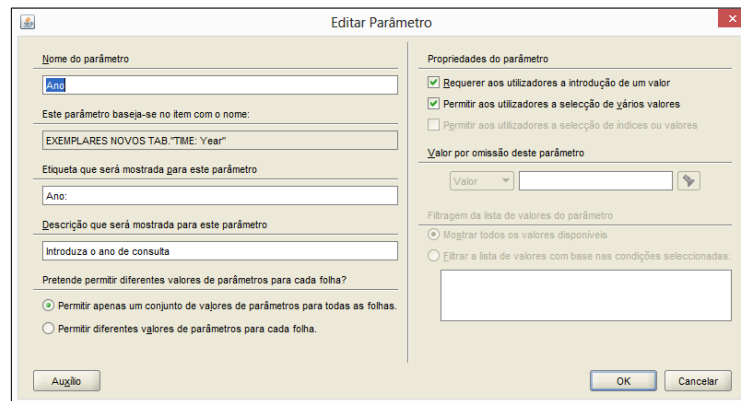 Editar Parâmetro
Nome do parâmetro
Ano
Este parâmetro baseja-se no item com o nome:
EXEMPLARES NOVOS TAB."TIME: Year"
Etiqueta que será mostrada para este parâmetro
Ano:
Descrição que será mostrada para este parâmetro
Introduza o ano de consulta
Pretende permitir diferentes valores de parâmetros para cada folha?
Permitir apenas um conjunto de valores de parâmetros para todas as folhas.
Permitir diferentes valores de parâmetros para cada folha.
Propriedades do parâmetro
Requerer aos utilizadores a introdução de um valor
Permitir aos utilizadores a selecção de vários valores
Permitir aos utilizadores a selecção de índices ou valores
Valor por omissão deste parâmetro
Valor
Filtragem da lista de valores do parâmetro
Mostrar todos os valores disponíveis
Filtrar a lista de valores com base nas condições seleccionadas:
Auxílio
OK
Cancelar